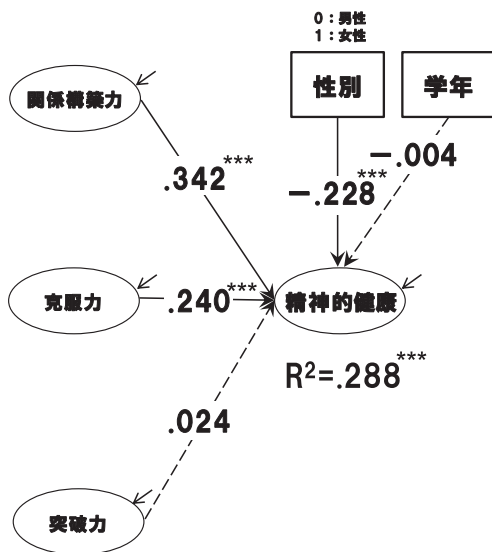 0：男性
1：女性
関係構築力
性別
学年
.342***
－.228***
－.004
克服力
.240***
精神的健康
R²=.288***
.024
突破力